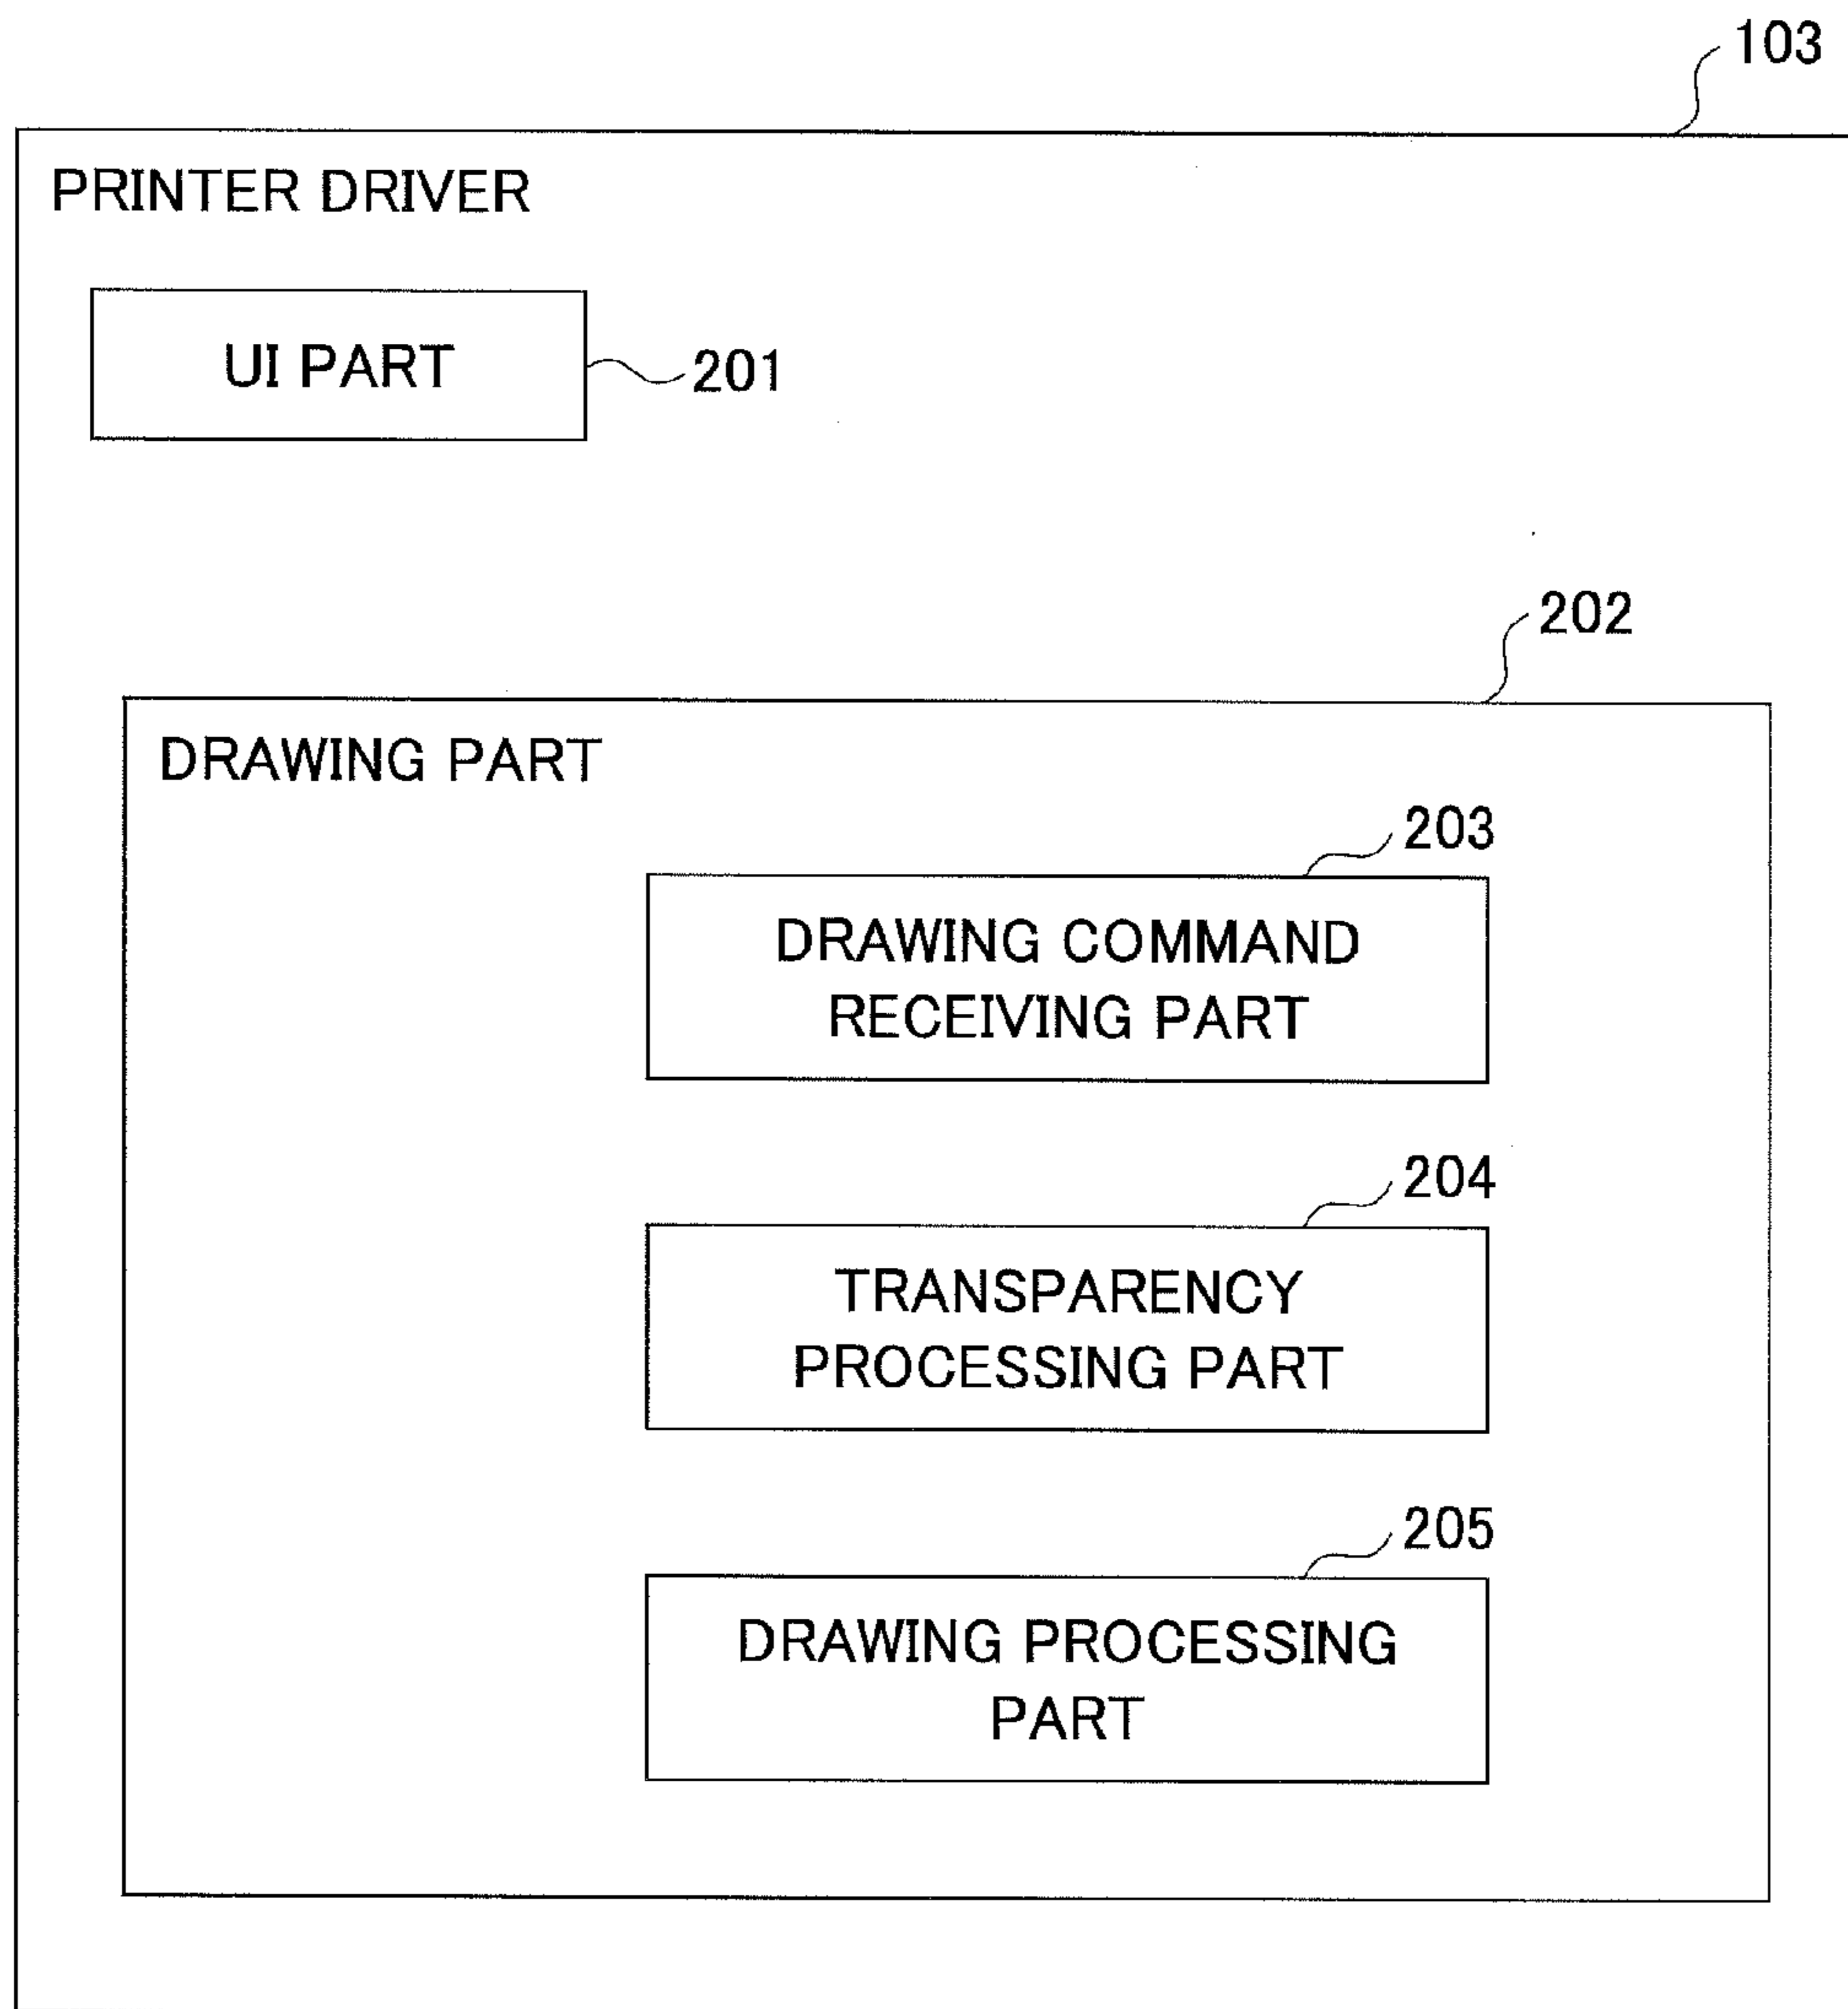 103
PRINTER DRIVER
UI PART
201
202
DRAWING PART
203
DRAWING COMMAND
RECEIVING PART
204
TRANSPARENCY
PROCESSING PART
205
DRAWING PROCESSING
PART